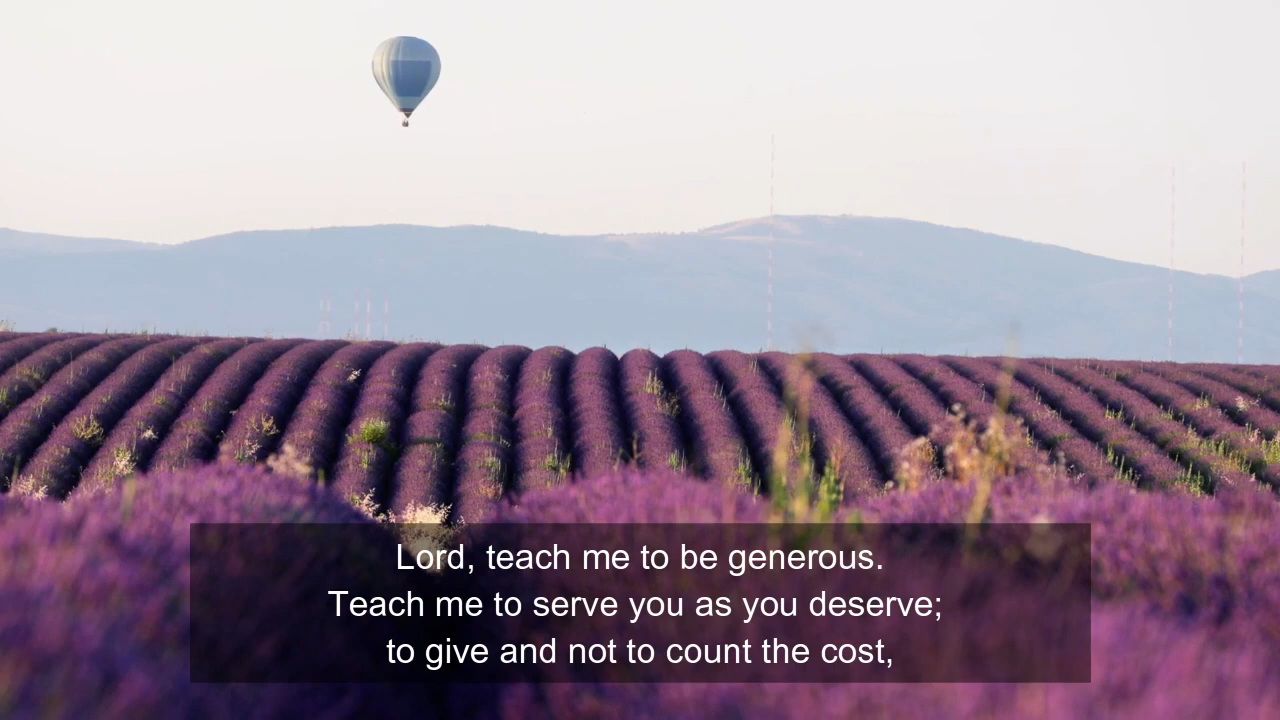 Lord, teach me to be generous.
Teach me to serve you as you deserve;
to give and not to count the cost,